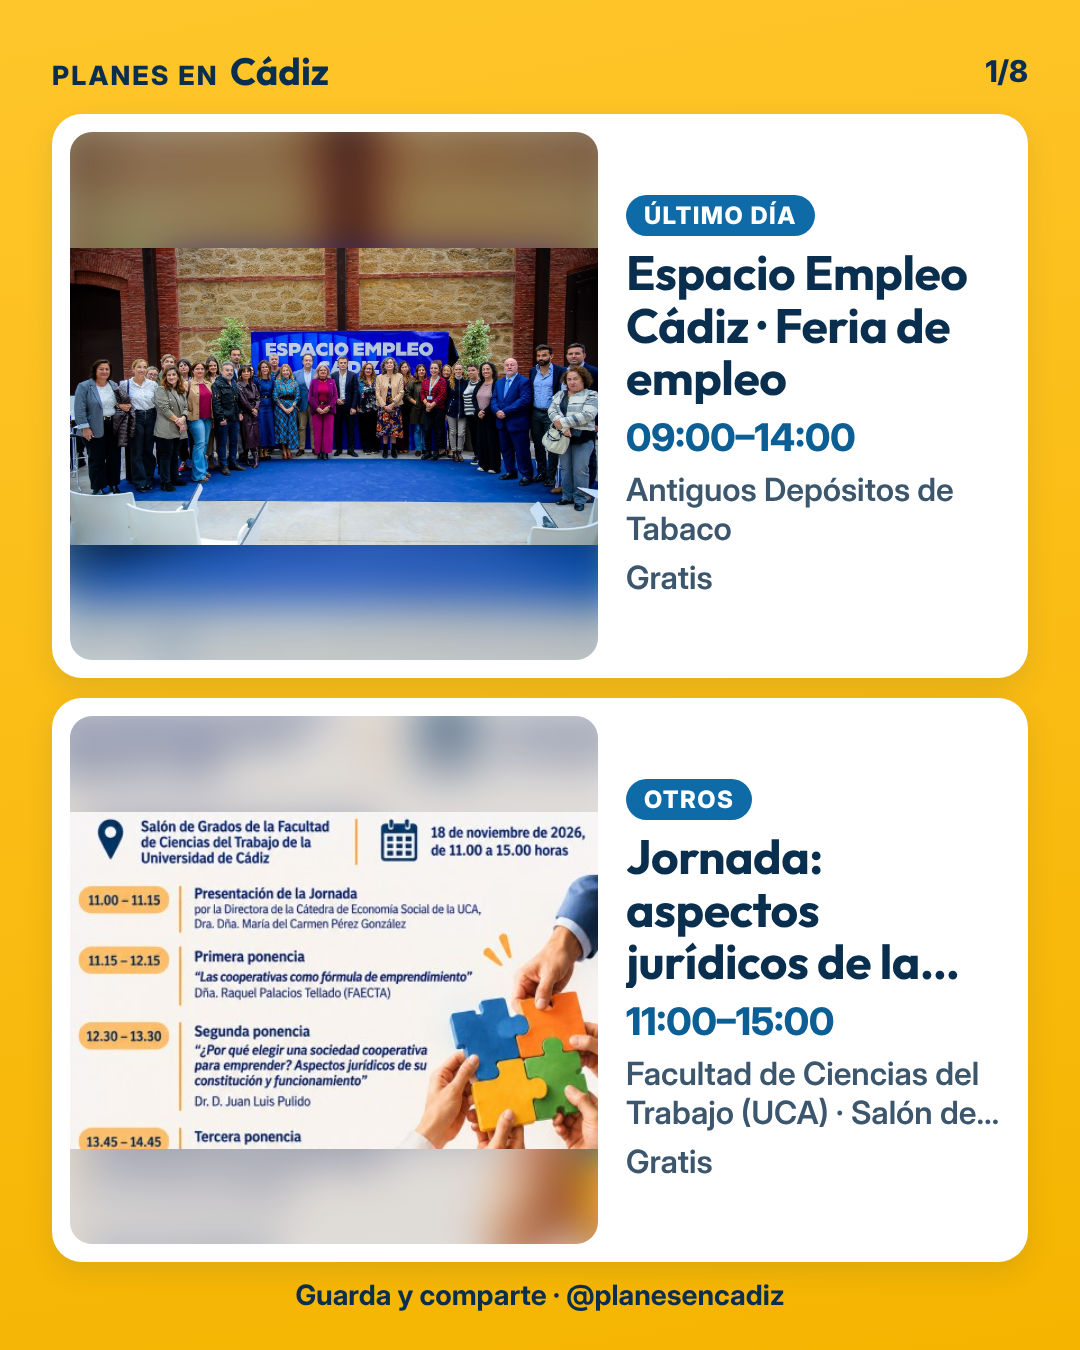 PLANES EN Cádiz
1/8
ESPACIO EMPLEO
ÚLTIMO DÍA
Espacio Empleo
Cádiz · Feria de
empleo
09:00–14:00
Antiguos Depósitos de
Tabaco
Gratis
Salón de Grados de la Facultad
de Ciencias del Trabajo de la
Universidad de Cádiz
18 de noviembre de 2026,
de 11.00 a 15.00 horas
11.00 – 11.15
Presentación de la Jornada
por la Directora de la Cátedra de Economía Social de la UCA,
Dra. Dña. María del Carmen Pérez González
11.15 – 12.15
Primera ponencia
“Las cooperativas como fórmula de emprendimiento”
Dña. Raquel Palacios Tellado (FAECTA)
12.30 – 13.30
Segunda ponencia
“¿Por qué elegir una sociedad cooperativa
para emprender? Aspectos jurídicos de su
constitución y funcionamiento”
Dr. D. Juan Luis Pulido
13.45 – 14.45
Tercera ponencia
OTROS
Jornada:
aspectos
jurídicos de la...
11:00–15:00
Facultad de Ciencias del
Trabajo (UCA) · Salón de...
Gratis
Guarda y comparte · @planesencadiz